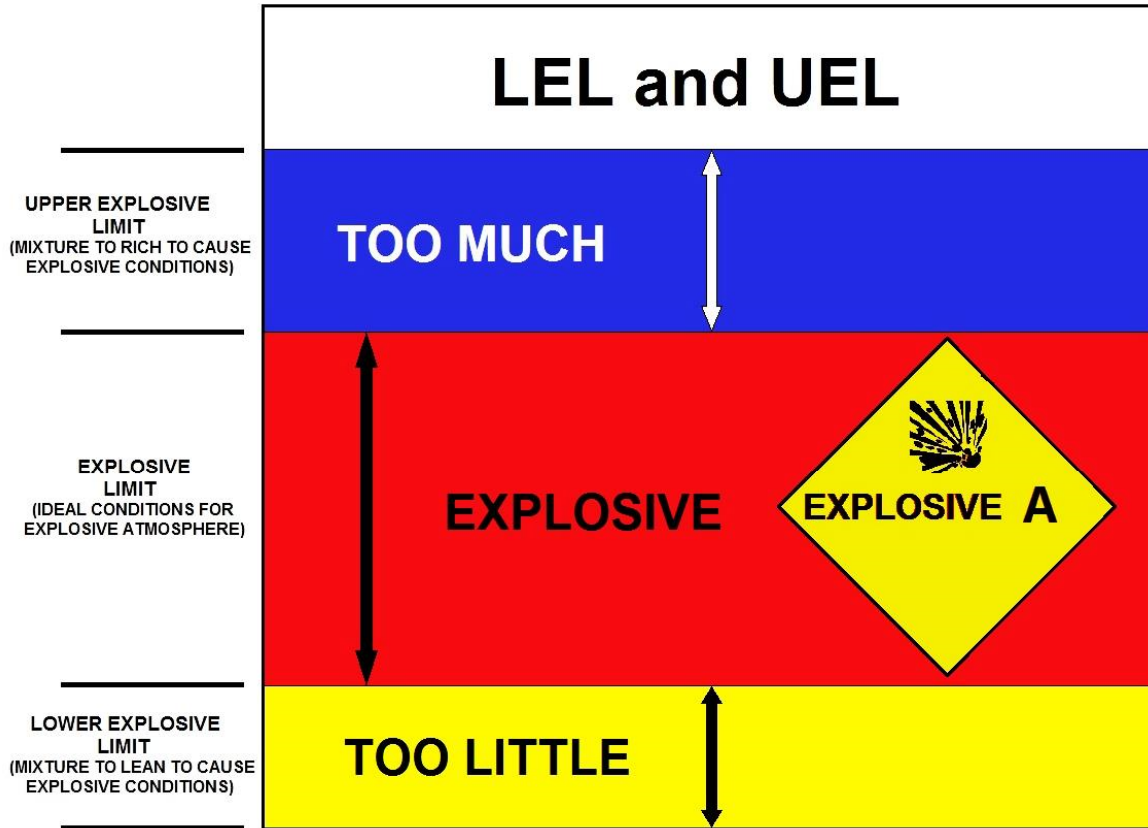 LEL and UEL
UPPER EXPLOSIVE
LIMIT
(MIXTURE TO RICH TO CAUSE
EXPLOSIVE CONDITIONS)
TOO MUCH
EXPLOSIVE
LIMIT
(IDEAL CONDITIONS FOR
EXPLOSIVE ATMOSPHERE)
EXPLOSIVE
EXPLOSIVE A
LOWER EXPLOSIVE
LIMIT
(MIXTURE TO LEAN TO CAUSE
EXPLOSIVE CONDITIONS)
TOO LITTLE